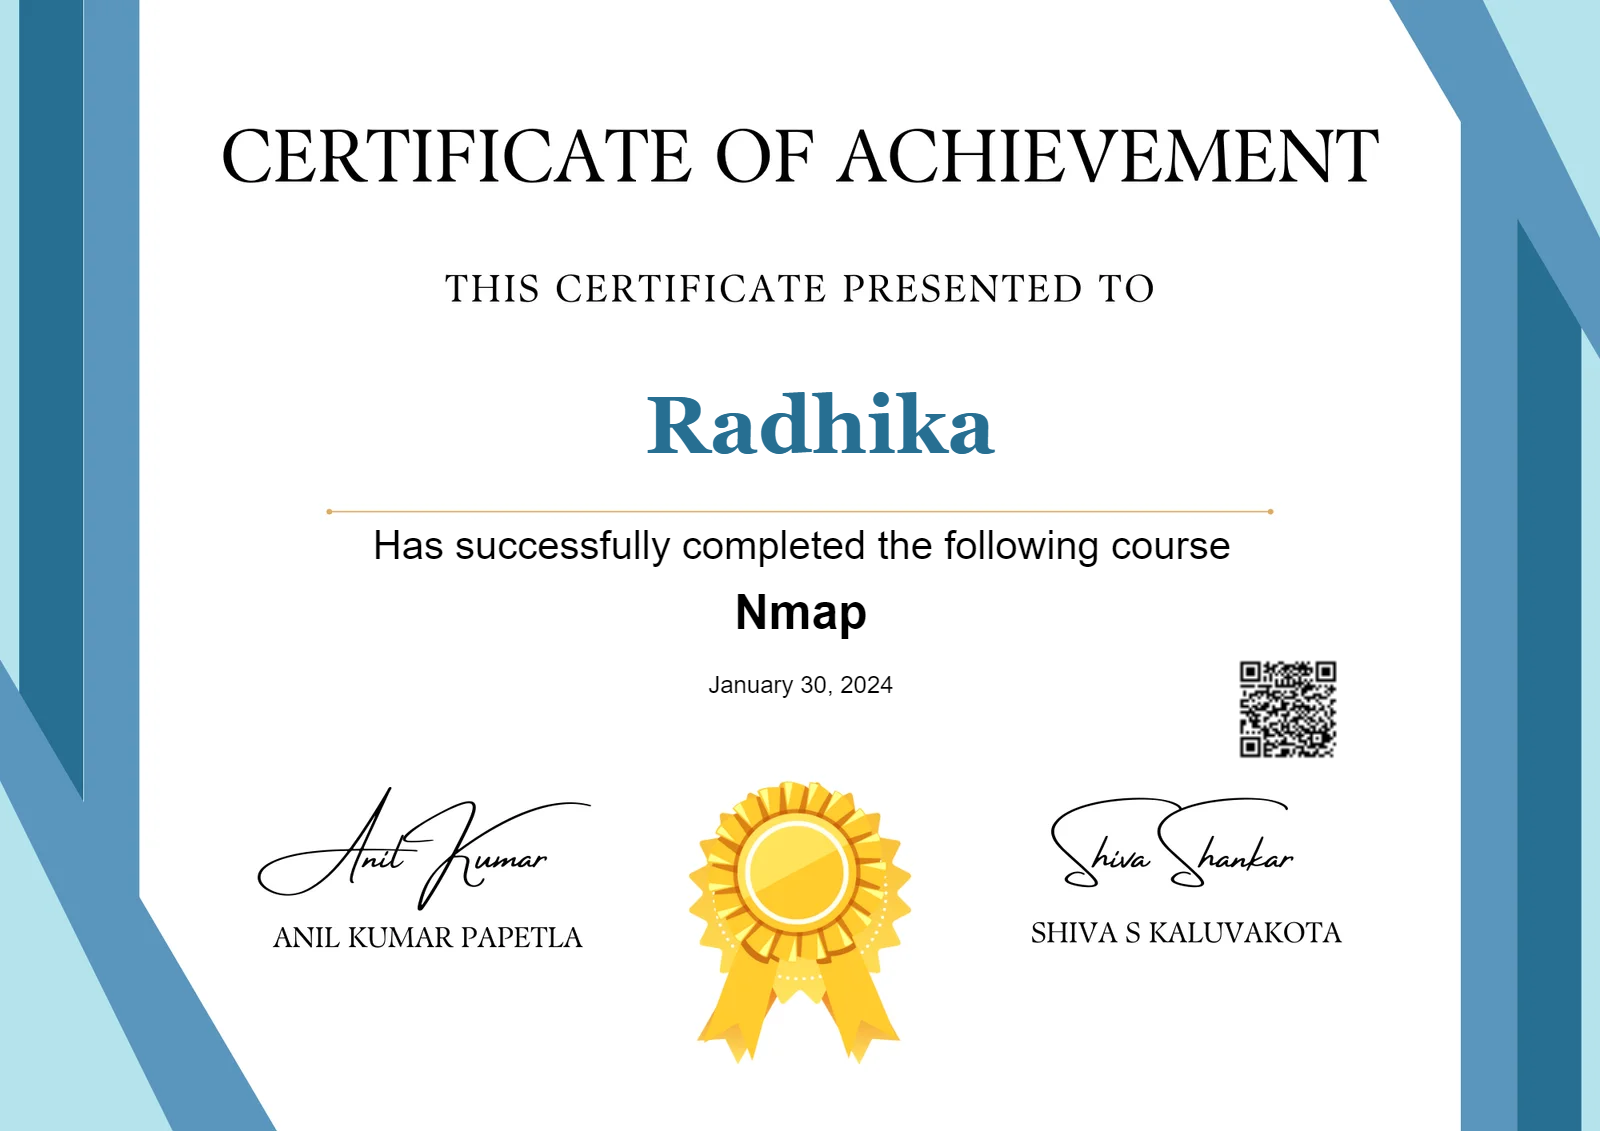 CERTIFICATE OF ACHIEVEMENT
THIS CERTIFICATE PRESENTED TO
Radhika
Has successfully completed the following course
Nmap
January 30, 2024
Anil Kumar
Shiva Shankar
ANIL KUMAR PAPETLA
SHIVA S KALUVAKOTA